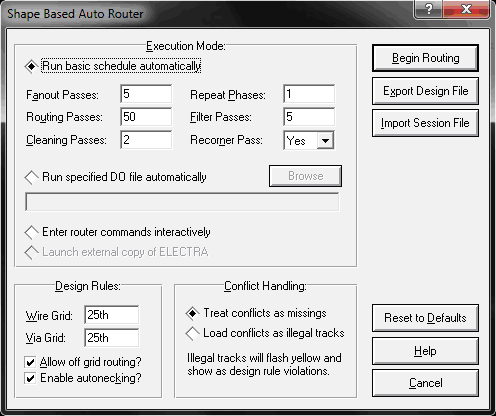 Shape Based Auto Router
Execution Mode:
Run basic schedule automatically
Begin Routing
Fanout Passes: 5 Repeat Phases: 1
Export Design File
Routing Passes: 50 Filter Passes: 5
Import Session File
Cleaning Passes: 2 Recorner Pass: Yes
Run specified DO file automatically Browse
Enter router commands interactively
Launch external copy of ELECTRA
Design Rules:
Wire Grid: 25th
Via Grid: 25th
Allow off grid routing?
Enable autonecking?
Conflict Handling:
Treat conflicts as missings
Load conflicts as illegal tracks
Illegal tracks will flash yellow and
show as design rule violations.
Reset to Defaults
Help
Cancel